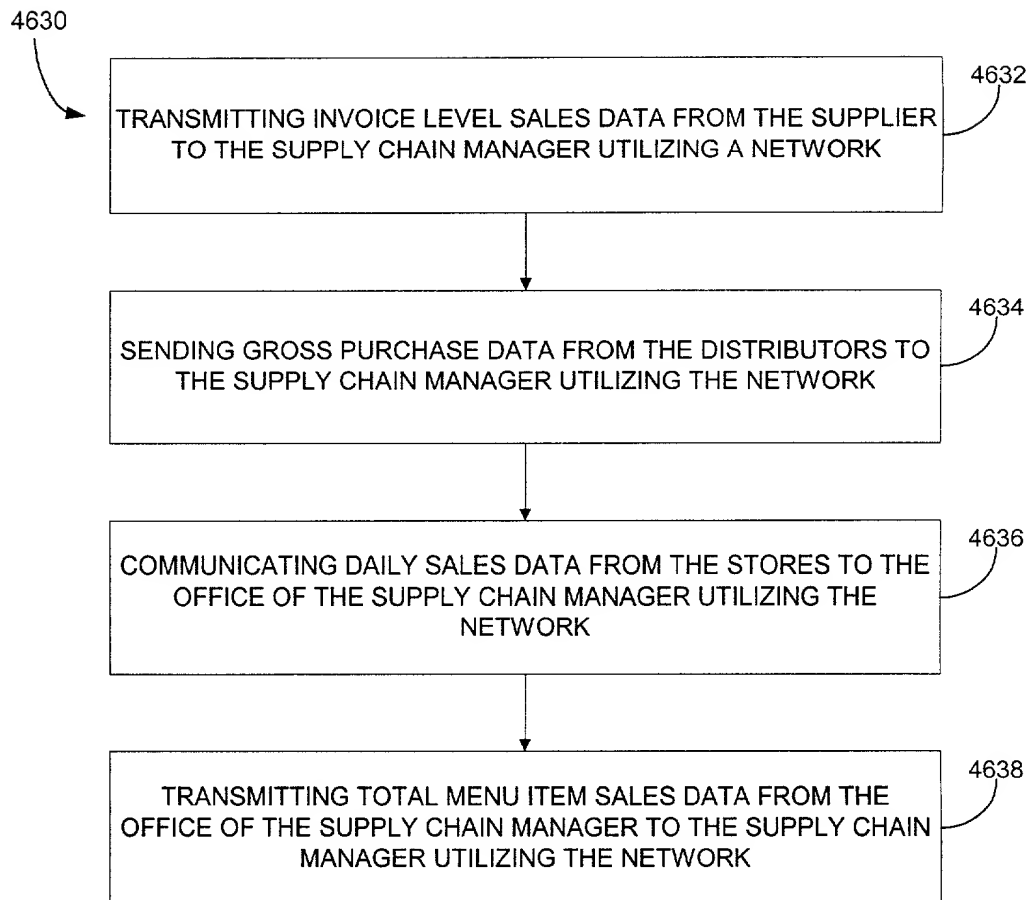 4630
4632
TRANSMITTING INVOICE LEVEL SALES DATA FROM THE SUPPLIER
TO THE SUPPLY CHAIN MANAGER UTILIZING A NETWORK
4634
SENDING GROSS PURCHASE DATA FROM THE DISTRIBUTORS TO
THE SUPPLY CHAIN MANAGER UTILIZING THE NETWORK
4636
COMMUNICATING DAILY SALES DATA FROM THE STORES TO THE
OFFICE OF THE SUPPLY CHAIN MANAGER UTILIZING THE
NETWORK
4638
TRANSMITTING TOTAL MENU ITEM SALES DATA FROM THE
OFFICE OF THE SUPPLY CHAIN MANAGER TO THE SUPPLY CHAIN
MANAGER UTILIZING THE NETWORK